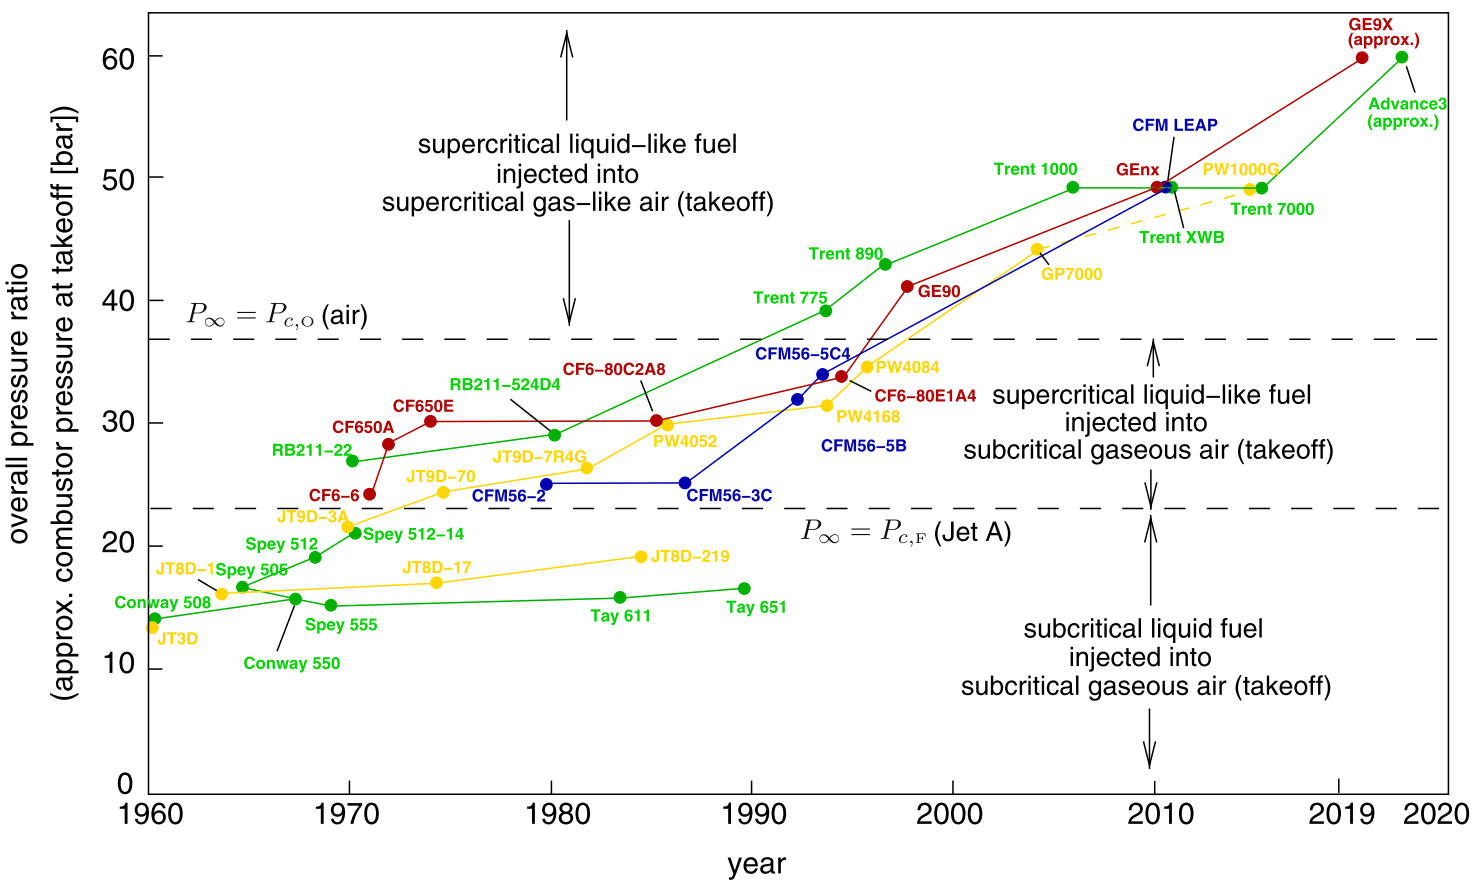 GE9X
(approx.)
60
Advance3
(approx.)
CFM LEAP
supercritical liquid−like fuel
injected into
supercritical gas−like air (takeoff)
Trent 1000
GEnx
PW1000G
50
Trent 7000
Trent XWB
Trent 890
GP7000
GE90
Trent 775
40
P∞ = Pc,O (air)
CFM56−5C4
CF6−80C2A8
PW4084
RB211−524D4
CF6−80E1A4
supercritical liquid−like fuel
injected into
subcritical gaseous air (takeoff)
CF650E
PW4168
30
CF650A
PW4052
CFM56−5B
RB211−22
JT9D−7R4G
JT9D−70
CF6−6
CFM56−2
CFM56−3C
JT9D−3A
P∞ = Pc,F (Jet A)
Spey 512−14
20
Spey 512
JT8D−219
JT8D−1
Spey 505
JT8D−17
Conway 508
Tay 611
Tay 651
Spey 555
JT3D
subcritical liquid fuel
injected into
subcritical gaseous air (takeoff)
Conway 550
10
0
1960
1970
1980
1990
2000
2010
2019
2020
year
overall pressure ratio
(approx. combustor pressure at takeoff [bar])